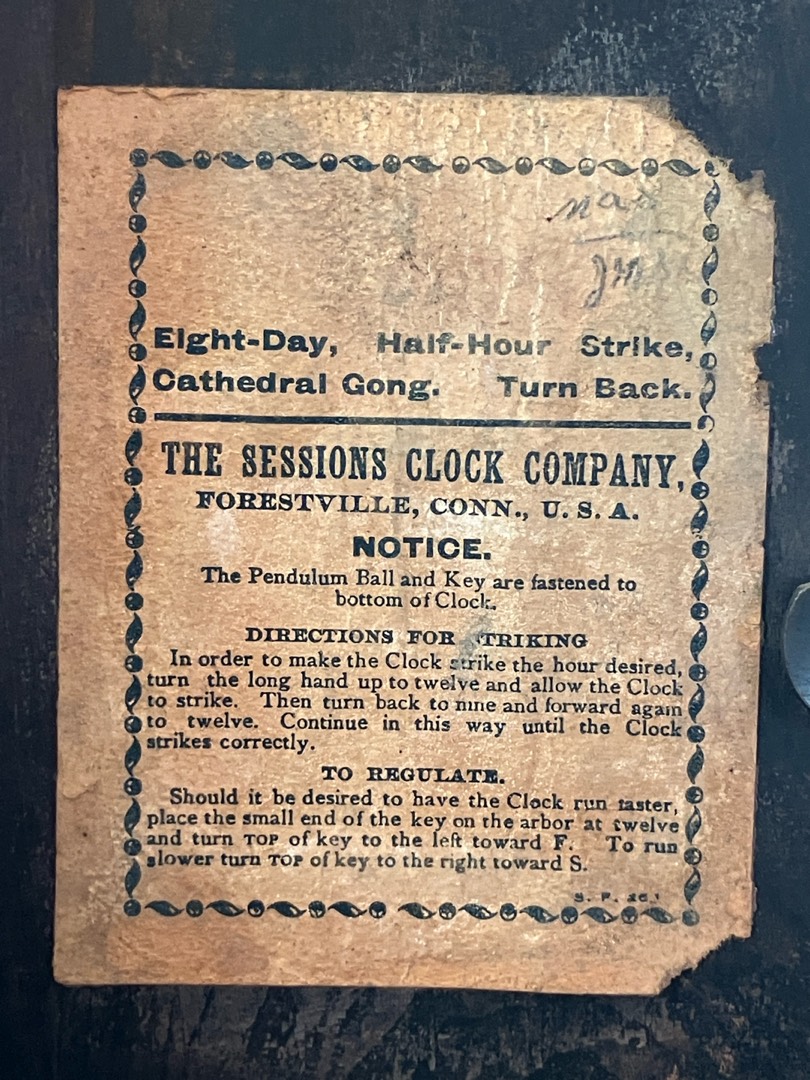 Eight-Day, Half-Hour Strike,
Cathedral Gong. Turn Back.
THE SESSIONS CLOCK COMPANY,
FORESTVILLE, CONN., U. S. A.
NOTICE.
The Pendulum Ball and Key are fastened to
bottom of Clock.
DIRECTIONS FOR STRIKING
In order to make the Clock strike the hour desired,
turn the long hand up to twelve and allow the Clock
to strike. Then turn back to nine and forward again
to twelve. Continue in this way until the Clock
strikes correctly.
TO REGULATE.
Should it be desired to have the Clock run faster,
place the small end of the key on the arbor at twelve
and turn TOP of key to the left toward F. To run
slower turn TOP of key to the right toward S.
S. P.